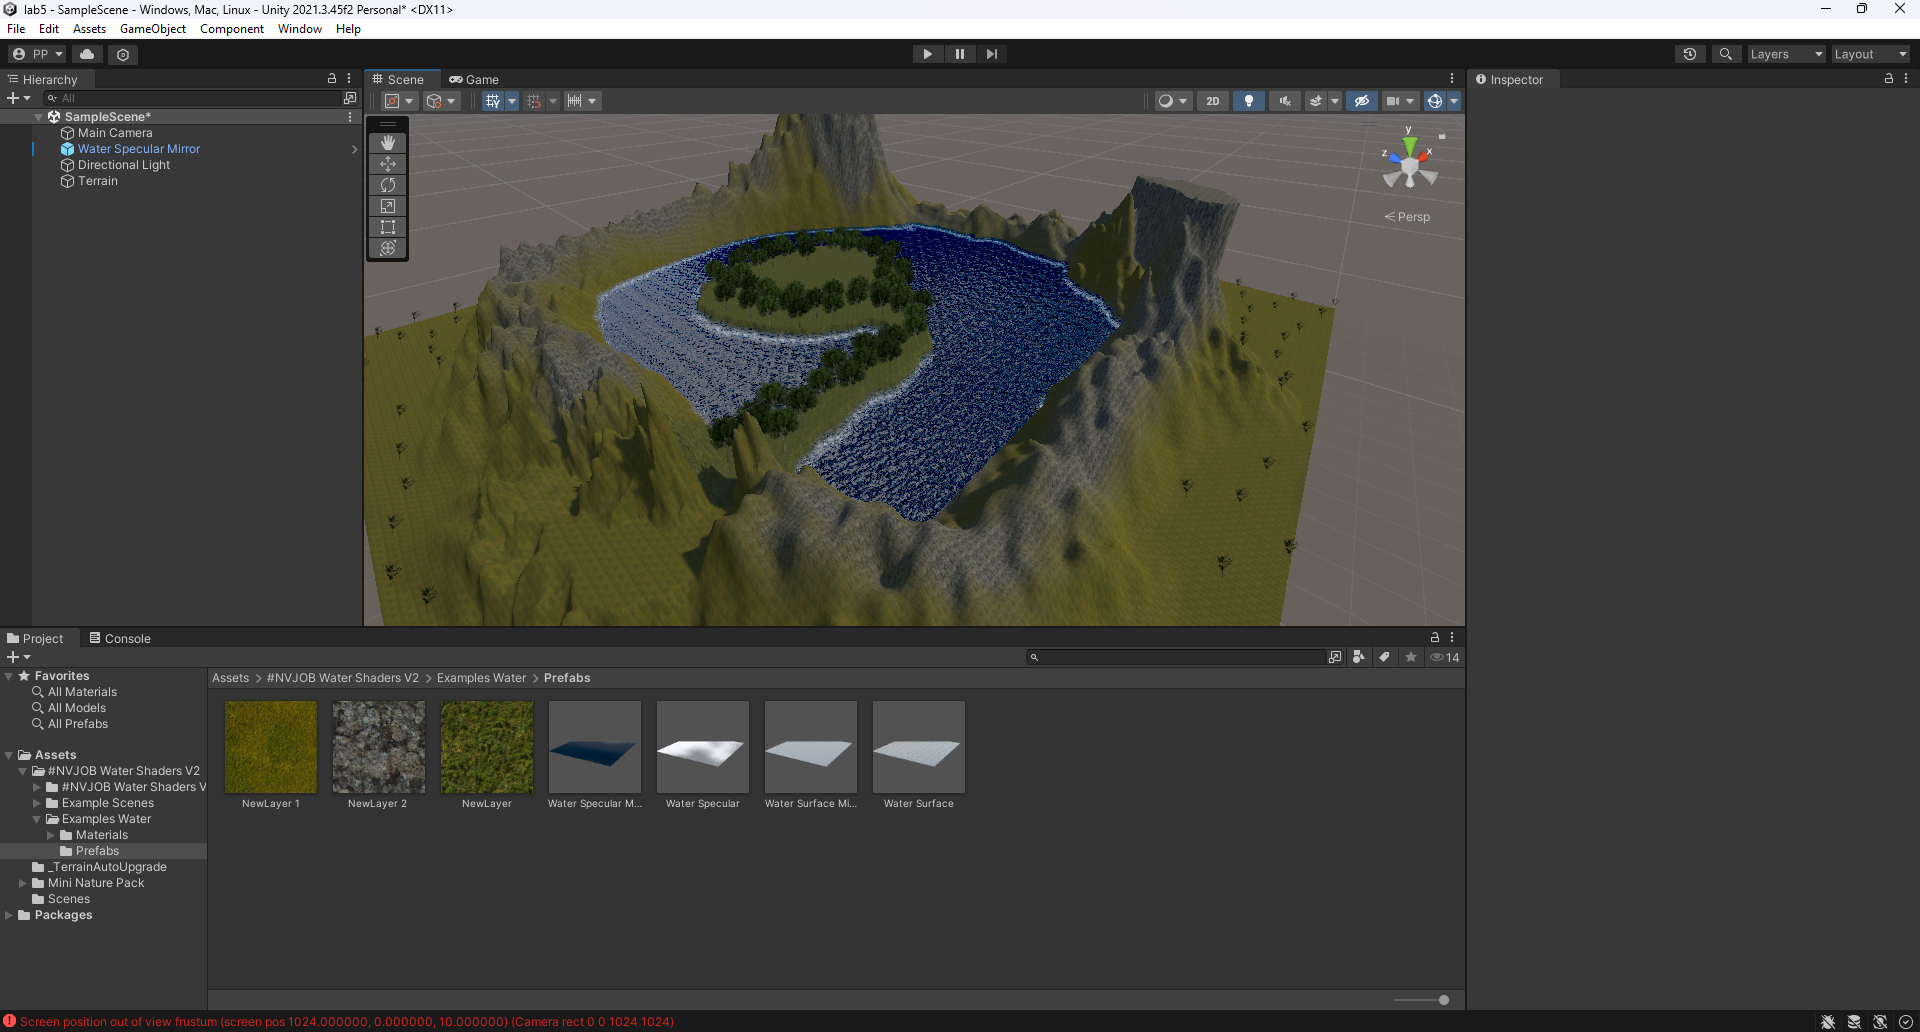 lab5 - SampleScene - Windows, Mac, Linux - Unity 2021.3.45f2 Personal* <DX11>
File Edit Assets GameObject Component Window Help
PP Layers Layout
Hierarchy
All
SampleScene*
Main Camera
Water Specular Mirror
Directional Light
Terrain
Scene Game
2D
y
z x
Persp
Inspector
Project Console
14
Favorites
All Materials
All Models
All Prefabs
Assets
#NVJOB Water Shaders V2
#NVJOB Water Shaders V
Example Scenes
Examples Water
Materials
Prefabs
_TerrainAutoUpgrade
Mini Nature Pack
Scenes
Packages
Assets > #NVJOB Water Shaders V2 > Examples Water > Prefabs
NewLayer 1 NewLayer 2 NewLayer Water Specular M... Water Specular Water Surface Mi... Water Surface
Screen position out of view frustum (screen pos 1024.000000, 0.000000, 10.000000) (Camera rect 0 0 1024 1024)